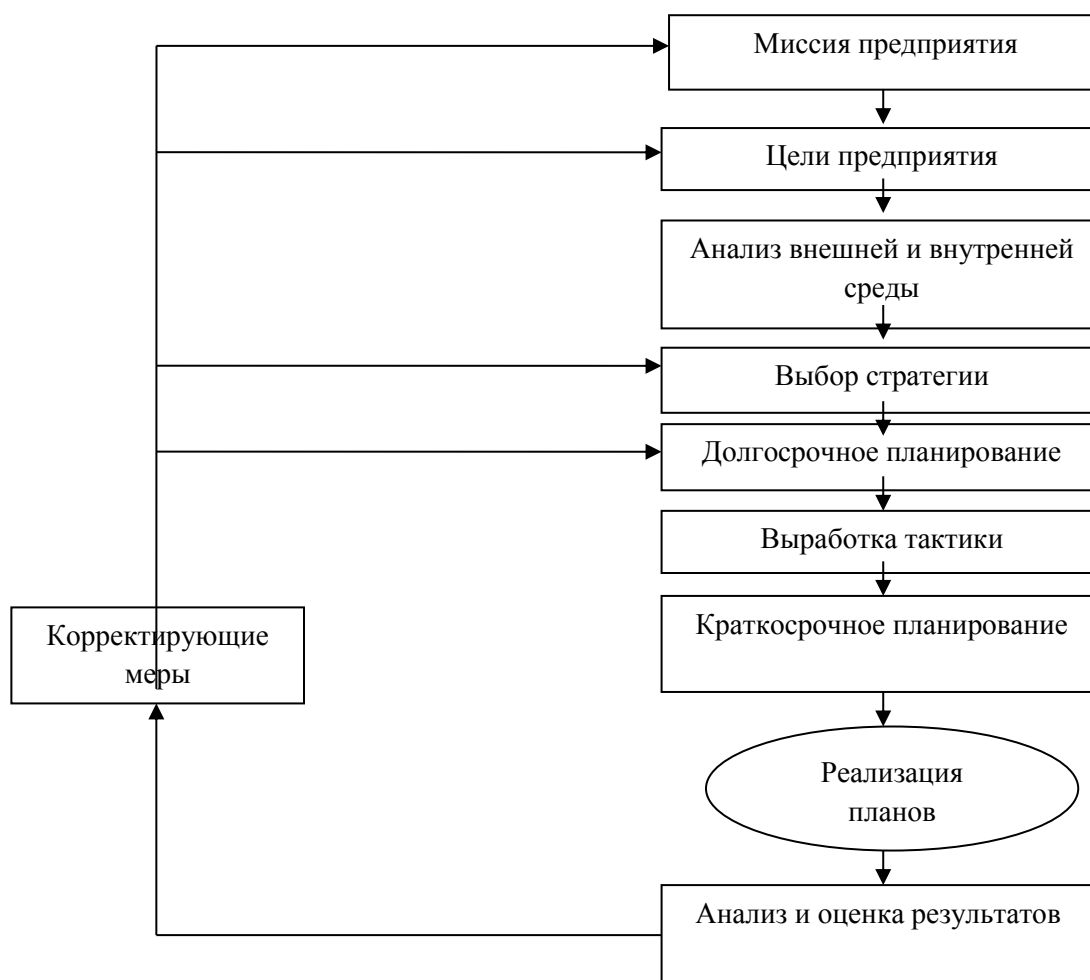 Миссия предприятия
Цели предприятия
Анализ внешней и внутренней
среды
Выбор стратегии
Долгосрочное планирование
Выработка тактики
Краткосрочное планирование
Корректирующие
меры
Реализация
планов
Анализ и оценка результатов